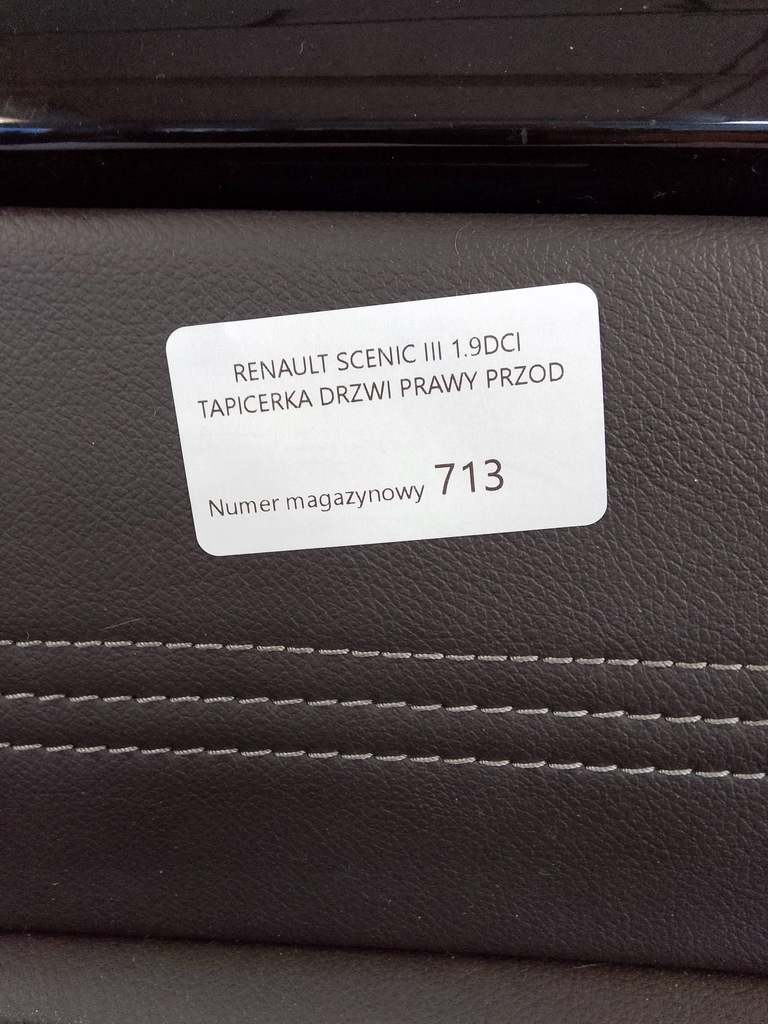 RENAULT SCENIC III 1.9DCI
TAPICERKA DRZWI PRAWY PRZOD
Numer magazynowy 713